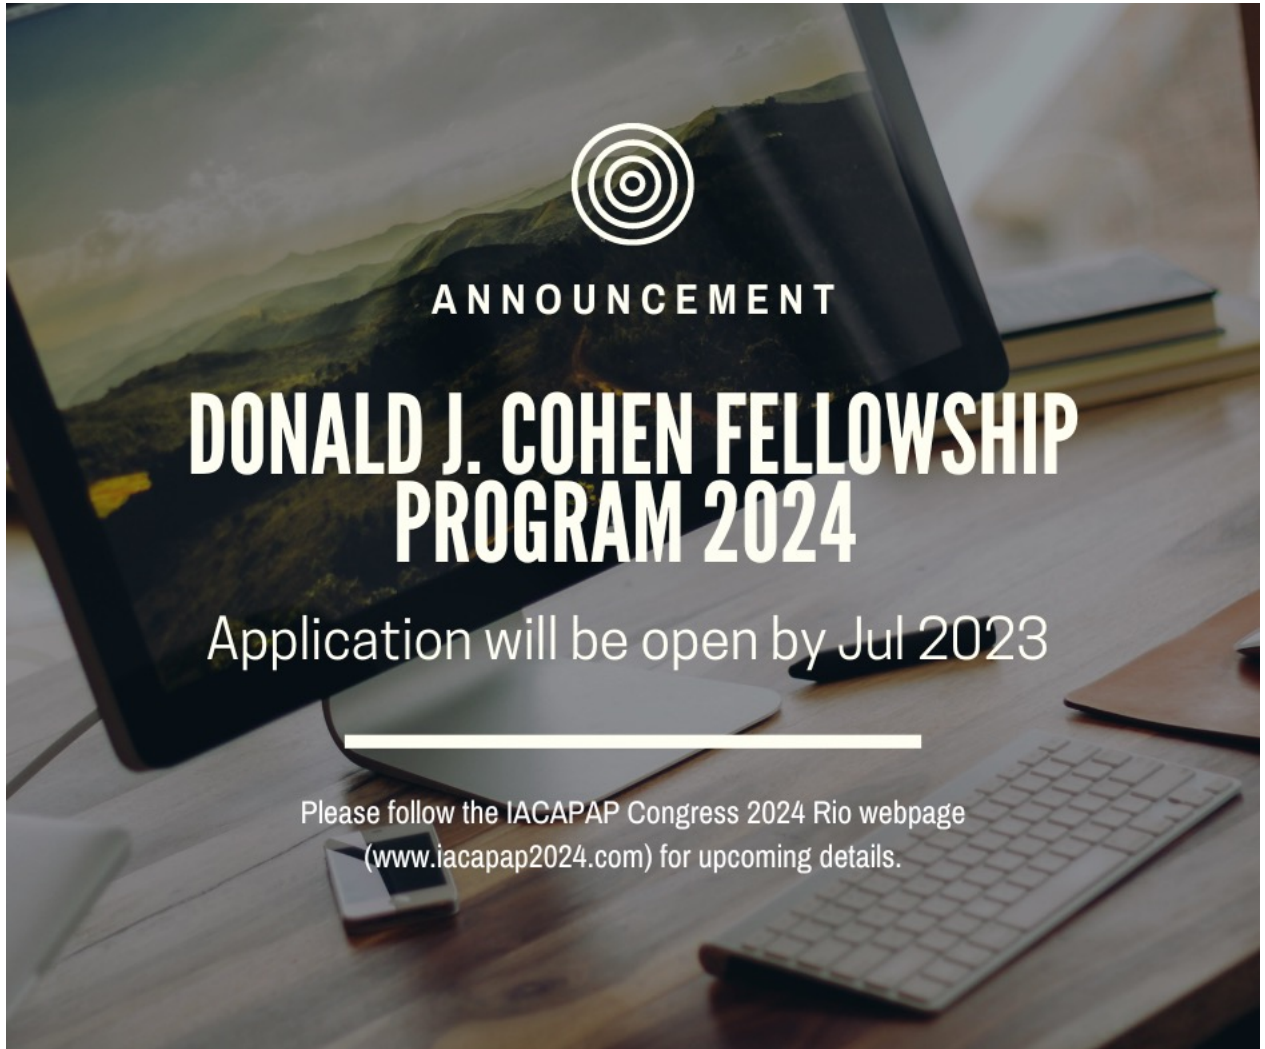 ANNOUNCEMENT
DONALD J. COHEN FELLOWSHIP
PROGRAM 2024
Application will be open by Jul 2023
Please follow the IACAPAP Congress 2024 Rio webpage
(www.iacapap2024.com) for upcoming details.